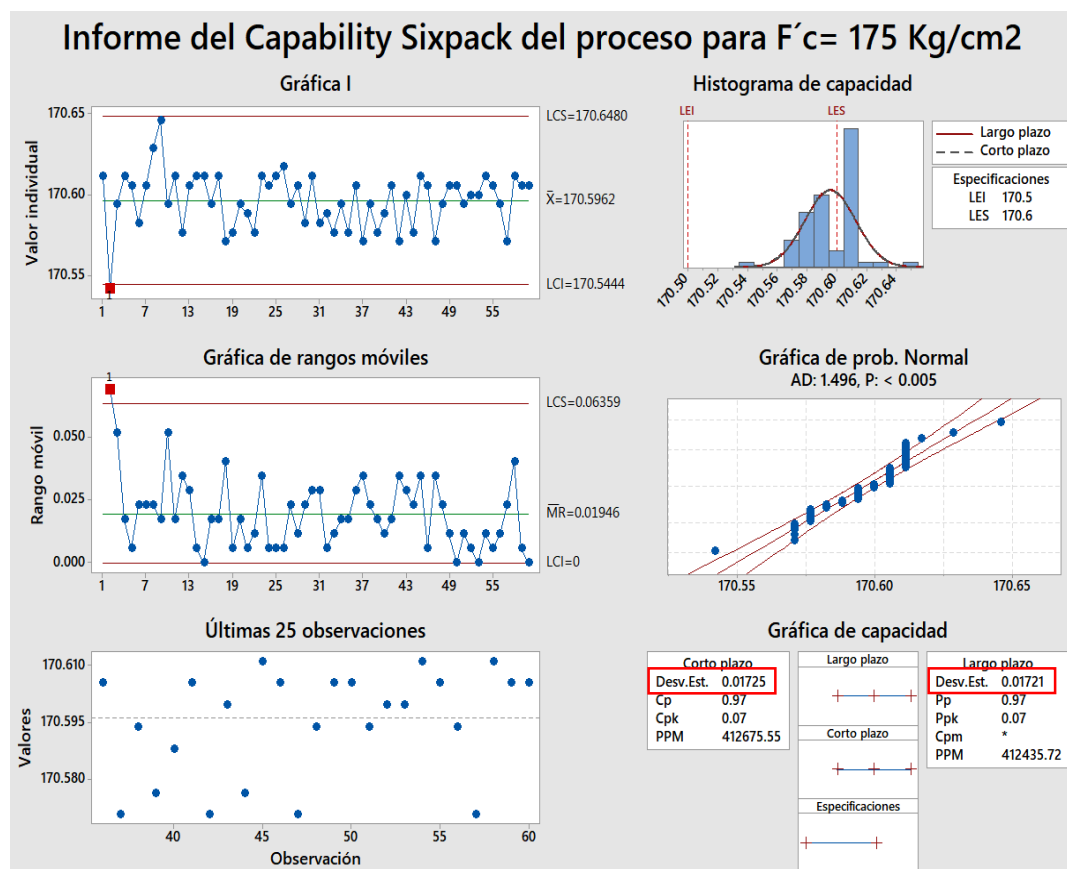 Informe del Capability Sixpack del proceso para F´c= 175 Kg/cm2
Gráfica I
Valor individual
170.65
170.60
170.55
1
1 7 13 19 25 31 37 43 49 55
LCS=170.6480
X̅=170.5962
LCI=170.5444
Histograma de capacidad
LEI LES
170.50 170.52 170.54 170.56 170.58 170.60 170.62 170.64
Largo plazo
Corto plazo
Especificaciones
LEI 170.5
LES 170.6
Gráfica de rangos móviles
Rango móvil
1
0.050
0.025
0.000
1 7 13 19 25 31 37 43 49 55
LCS=0.06359
M̅R̅=0.01946
LCI=0
Gráfica de prob. Normal
AD: 1.496, P: < 0.005
170.55 170.60 170.65
Últimas 25 observaciones
Valores
170.610
170.595
170.580
40 45 50 55 60
Observación
Gráfica de capacidad
Corto plazo
Desv.Est. 0.01725
Cp 0.97
Cpk 0.07
PPM 412675.55
Largo plazo
Corto plazo
Especificaciones
Largo plazo
Desv.Est. 0.01721
Pp 0.97
Ppk 0.07
Cpm *
PPM 412435.72